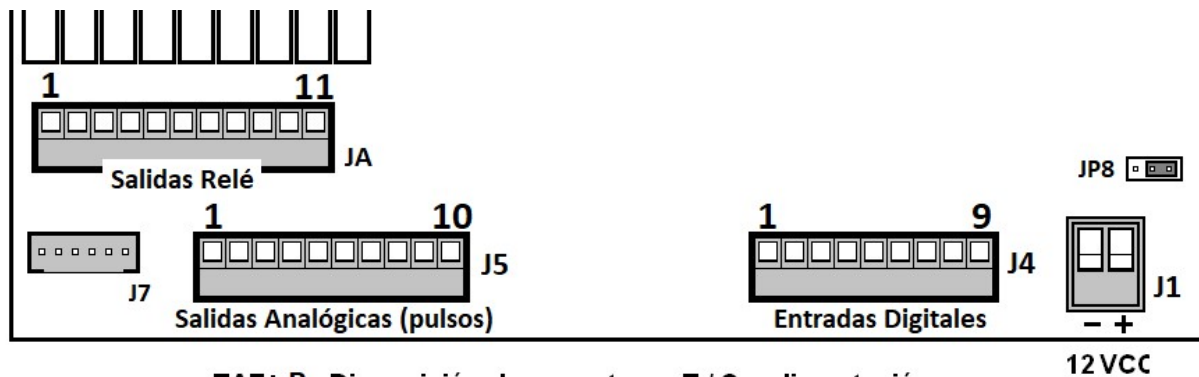 1 11
JA
Salidas Relé
JP8
1 10
1 9
J5
J4
J7
J1
Salidas Analógicas (pulsos)
Entradas Digitales
− +
12 VCC